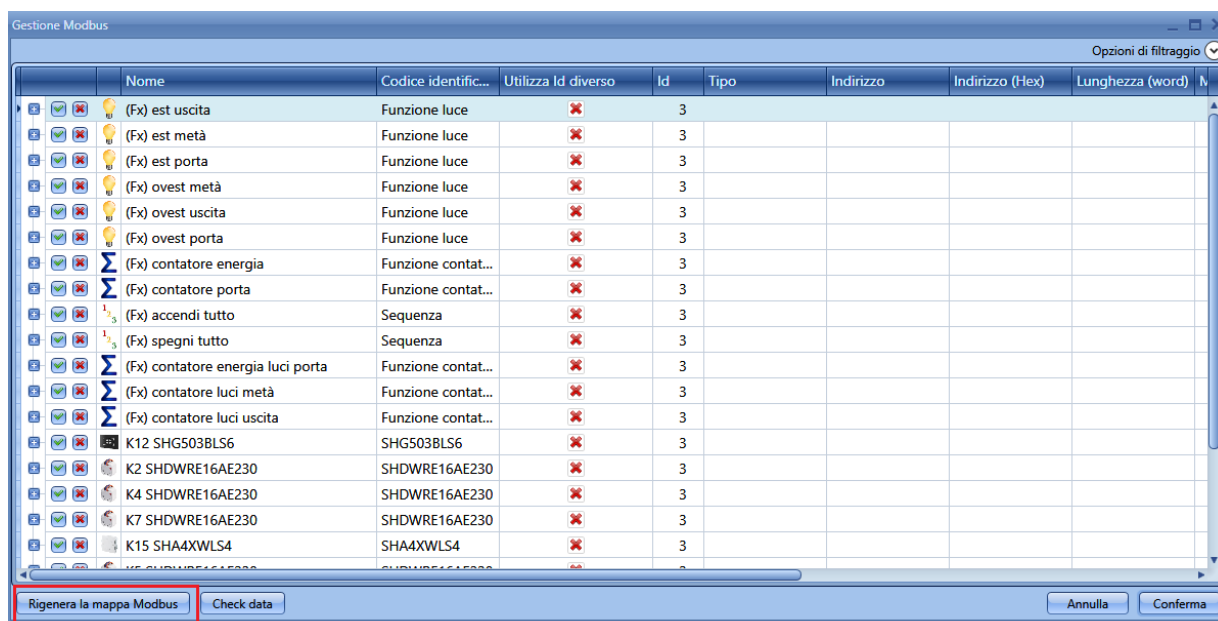 Gestione Modbus
Opzioni di filtraggio
Nome Codice identific... Utilizza Id diverso Id Tipo Indirizzo Indirizzo (Hex) Lunghezza (word)
(Fx) est uscita Funzione luce 3
(Fx) est metà Funzione luce 3
(Fx) est porta Funzione luce 3
(Fx) ovest metà Funzione luce 3
(Fx) ovest uscita Funzione luce 3
(Fx) ovest porta Funzione luce 3
(Fx) contatore energia Funzione contat... 3
(Fx) contatore porta Funzione contat... 3
(Fx) accendi tutto Sequenza 3
(Fx) spegni tutto Sequenza 3
(Fx) contatore energia luci porta Funzione contat... 3
(Fx) contatore luci metà Funzione contat... 3
(Fx) contatore luci uscita Funzione contat... 3
K12 SHG503BLS6 SHG503BLS6 3
K2 SHDWRE16AE230 SHDWRE16AE230 3
K4 SHDWRE16AE230 SHDWRE16AE230 3
K7 SHDWRE16AE230 SHDWRE16AE230 3
K15 SHA4XWLS4 SHA4XWLS4 3
Rigenera la mappa Modbus Check data Annulla Conferma